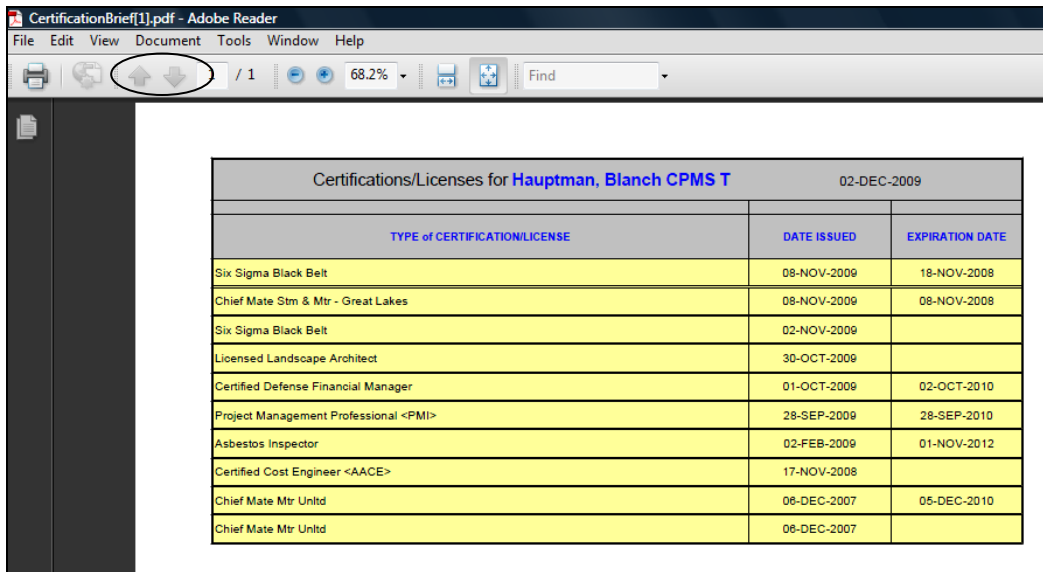 CertificationBrief[1].pdf - Adobe Reader
File Edit View Document Tools Window Help
1 / 1 68.2% Find
Certifications/Licenses for Hauptman, Blanch CPMS T 02-DEC-2009
TYPE of CERTIFICATION/LICENSE DATE ISSUED EXPIRATION DATE
Six Sigma Black Belt 08-NOV-2009 18-NOV-2008
Chief Mate Stm & Mtr - Great Lakes 08-NOV-2009 08-NOV-2008
Six Sigma Black Belt 02-NOV-2009
Licensed Landscape Architect 30-OCT-2009
Certified Defense Financial Manager 01-OCT-2009 02-OCT-2010
Project Management Professional <PMI> 28-SEP-2009 28-SEP-2010
Asbestos Inspector 02-FEB-2009 01-NOV-2012
Certified Cost Engineer <AACE> 17-NOV-2008
Chief Mate Mtr Unltd 06-DEC-2007 05-DEC-2010
Chief Mate Mtr Unltd 06-DEC-2007